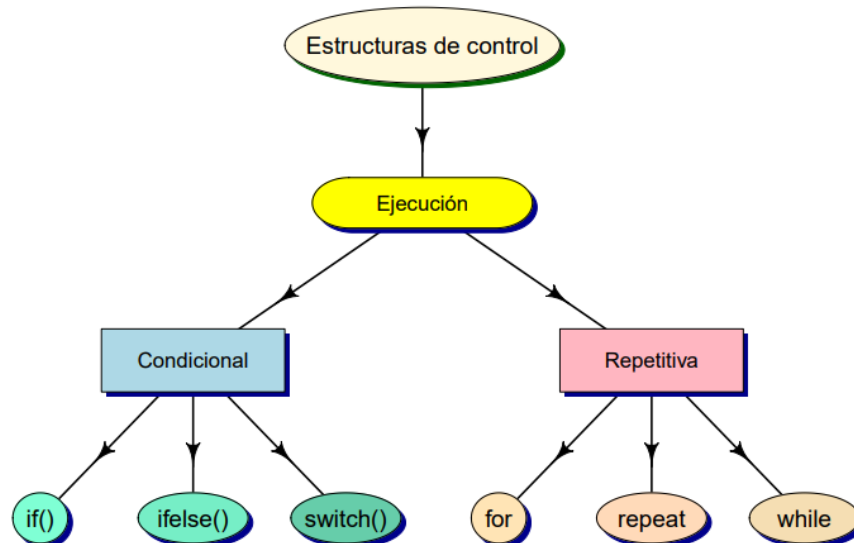 Estructuras de control
Ejecución
Condicional
Repetitiva
if()
ifelse()
switch()
for
repeat
while